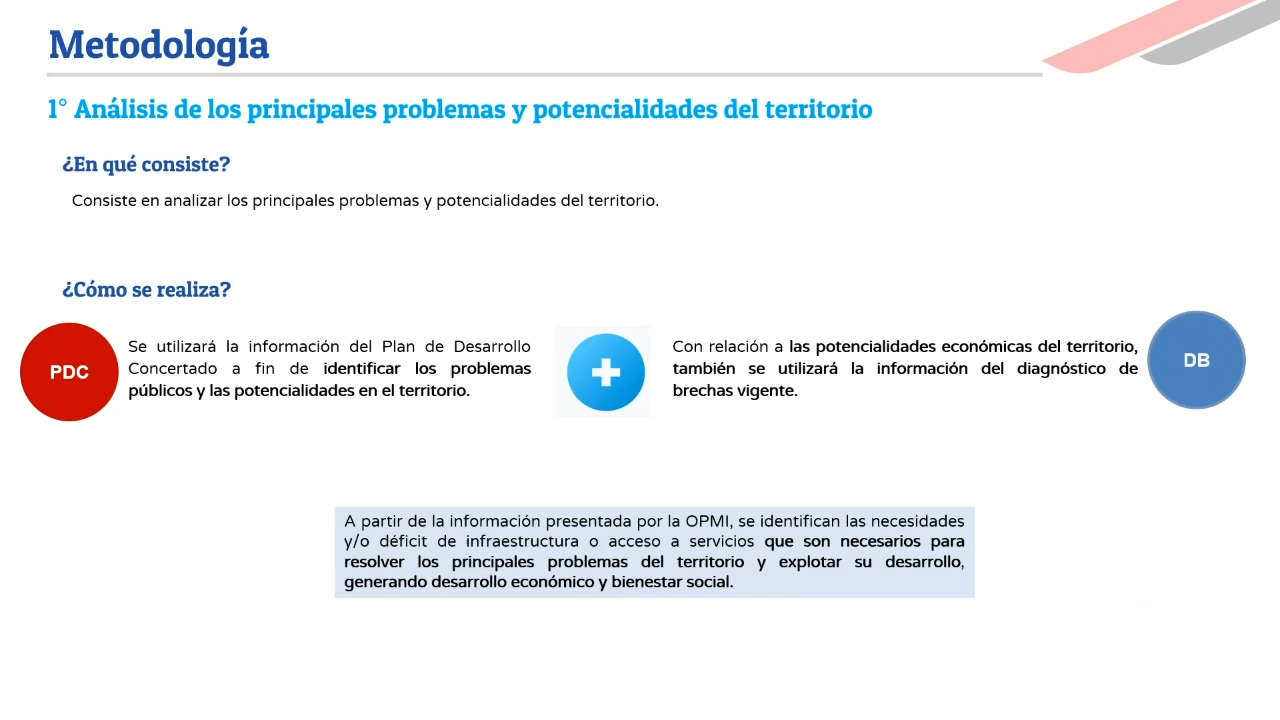 Metodología
1° Análisis de los principales problemas y potencialidades del territorio
¿En qué consiste?
Consiste en analizar los principales problemas y potencialidades del territorio.
¿Cómo se realiza?
PDC
Se utilizará la información del Plan de Desarrollo
Concertado a fin de identificar los problemas
públicos y las potencialidades en el territorio.
Con relación a las potencialidades económicas del territorio,
también se utilizará la información del diagnóstico de
brechas vigente.
DB
A partir de la información presentada por la OPMI, se identifican las necesidades
y/o déficit de infraestructura o acceso a servicios que son necesarios para
resolver los principales problemas del territorio y explotar su desarrollo,
generando desarrollo económico y bienestar social.